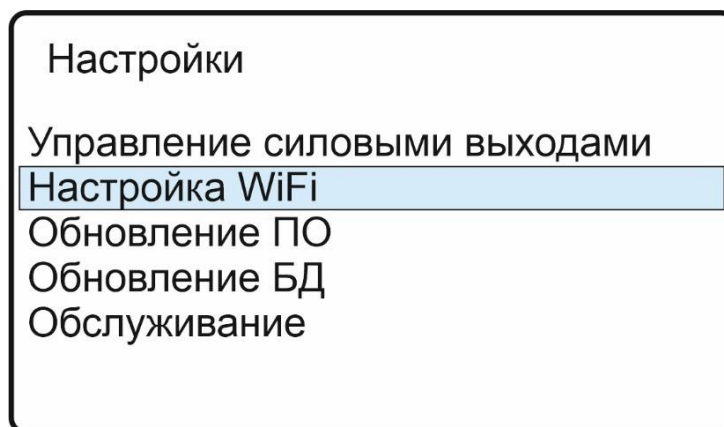 Настройки
Управление силовыми выходами
Настройка WiFi
Обновление ПО
Обновление БД
Обслуживание